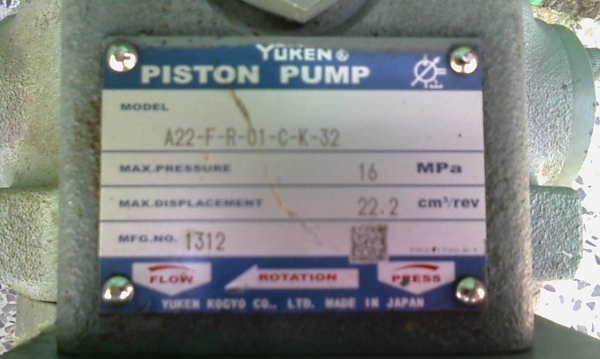 YUKEN ®
PISTON PUMP
MODEL
A22-F-R-01-C-K-32
MAX.PRESSURE 16 MPa
MAX.DISPLACEMENT 22.2 cm³/rev
MFG.NO. 1312
FLOW ROTATION PRESS
YUKEN KOGYO CO., LTD. MADE IN JAPAN